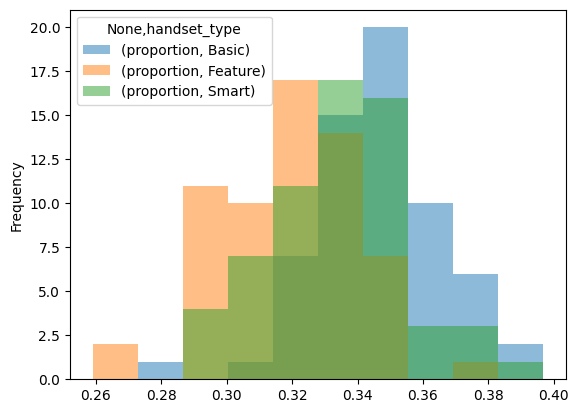 None,handset_type
(proportion, Basic)
(proportion, Feature)
(proportion, Smart)
Frequency
20.0
17.5
15.0
12.5
10.0
7.5
5.0
2.5
0.0
0.26 0.28 0.30 0.32 0.34 0.36 0.38 0.40